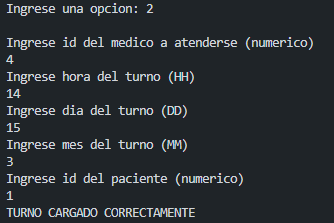 Ingrese una opcion: 2
Ingrese id del medico a atenderse (numerico)
4
Ingrese hora del turno (HH)
14
Ingrese dia del turno (DD)
15
Ingrese mes del turno (MM)
3
Ingrese id del paciente (numerico)
1
TURNO CARGADO CORRECTAMENTE